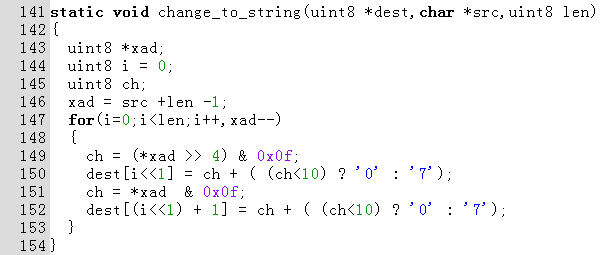 141 static void change_to_string(uint8 *dest,char *src,uint8 len)
142 {
143   uint8 *xad;
144   uint8 i = 0;
145   uint8 ch;
146   xad = src +len -1;
147   for(i=0;i<len;i++,xad--)
148   {
149     ch = (*xad >> 4) & 0x0f;
150     dest[i<<1] = ch + ( (ch<10) ? '0' : '7');
151     ch = *xad  & 0x0f;
152     dest[(i<<1) + 1] = ch + ( (ch<10) ? '0' : '7');
153   }
154 }